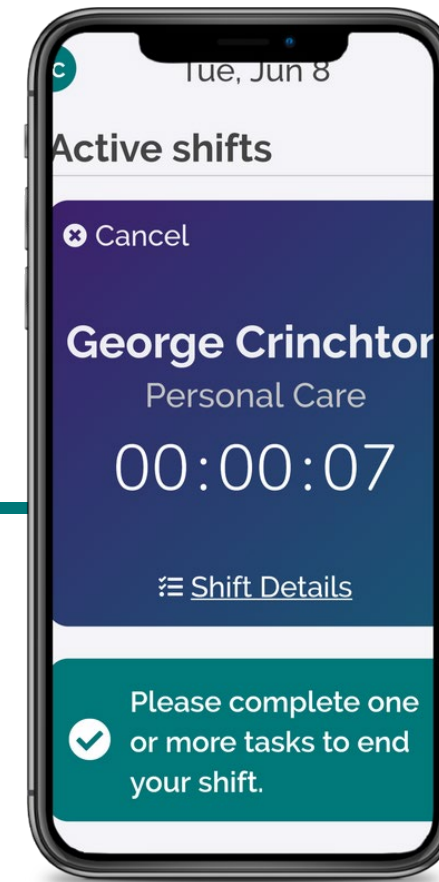 C
Tue, Jun 8
Active shifts
Cancel
George Crinchton
Personal Care
00:00:07
Shift Details
Please complete one
or more tasks to end
your shift.